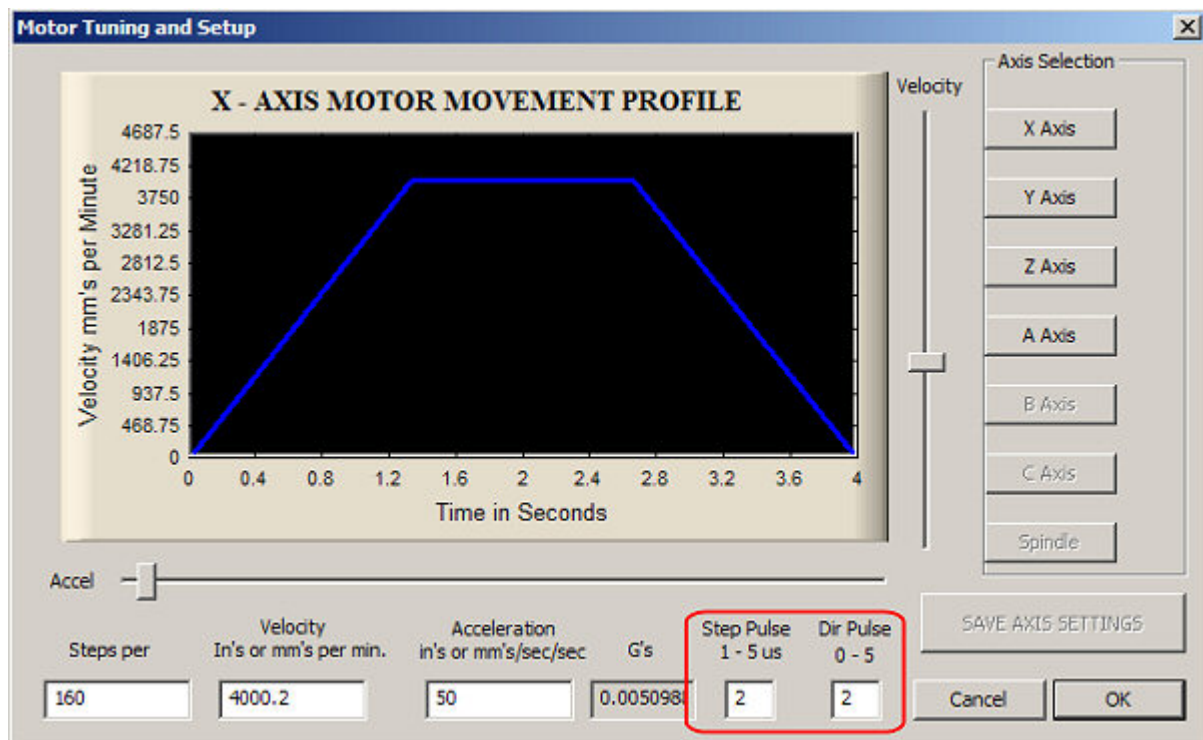 Motor Tuning and Setup
X - AXIS MOTOR MOVEMENT PROFILE
Velocity mm's per Minute
4687.5
4218.75
3750
3281.25
2812.5
2343.75
1875
1406.25
937.5
468.75
0
0 0.4 0.8 1.2 1.6 2 2.4 2.8 3.2 3.6 4
Time in Seconds
Velocity
Axis Selection
X Axis
Y Axis
Z Axis
A Axis
B Axis
C Axis
Spindle
Accel
Steps per
160
Velocity
In's or mm's per min.
4000.2
Acceleration
in's or mm's/sec/sec
50
G's
0.005098
Step Pulse
1 - 5 us
2
Dir Pulse
0 - 5
2
SAVE AXIS SETTINGS
Cancel
OK